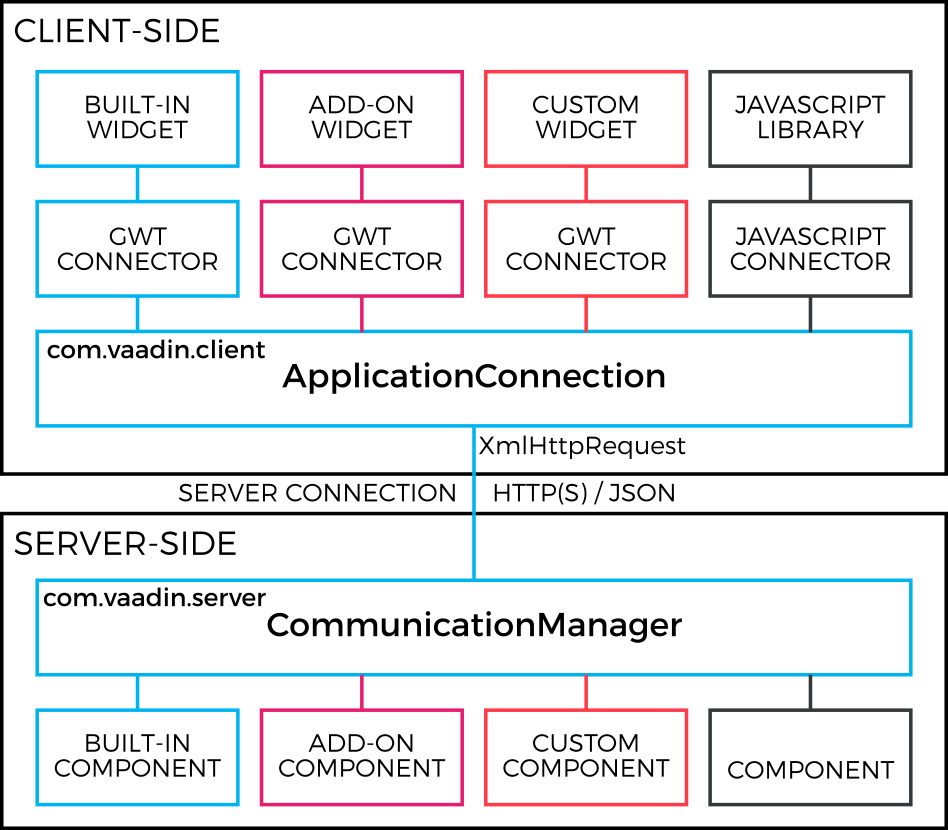 CLIENT-SIDE
BUILT-IN
WIDGET
ADD-ON
WIDGET
CUSTOM
WIDGET
JAVASCRIPT
LIBRARY
GWT
CONNECTOR
GWT
CONNECTOR
GWT
CONNECTOR
JAVASCRIPT
CONNECTOR
com.vaadin.client
ApplicationConnection
XmlHttpRequest
SERVER CONNECTION
HTTP(S) / JSON
SERVER-SIDE
com.vaadin.server
CommunicationManager
BUILT-IN
COMPONENT
ADD-ON
COMPONENT
CUSTOM
COMPONENT
COMPONENT